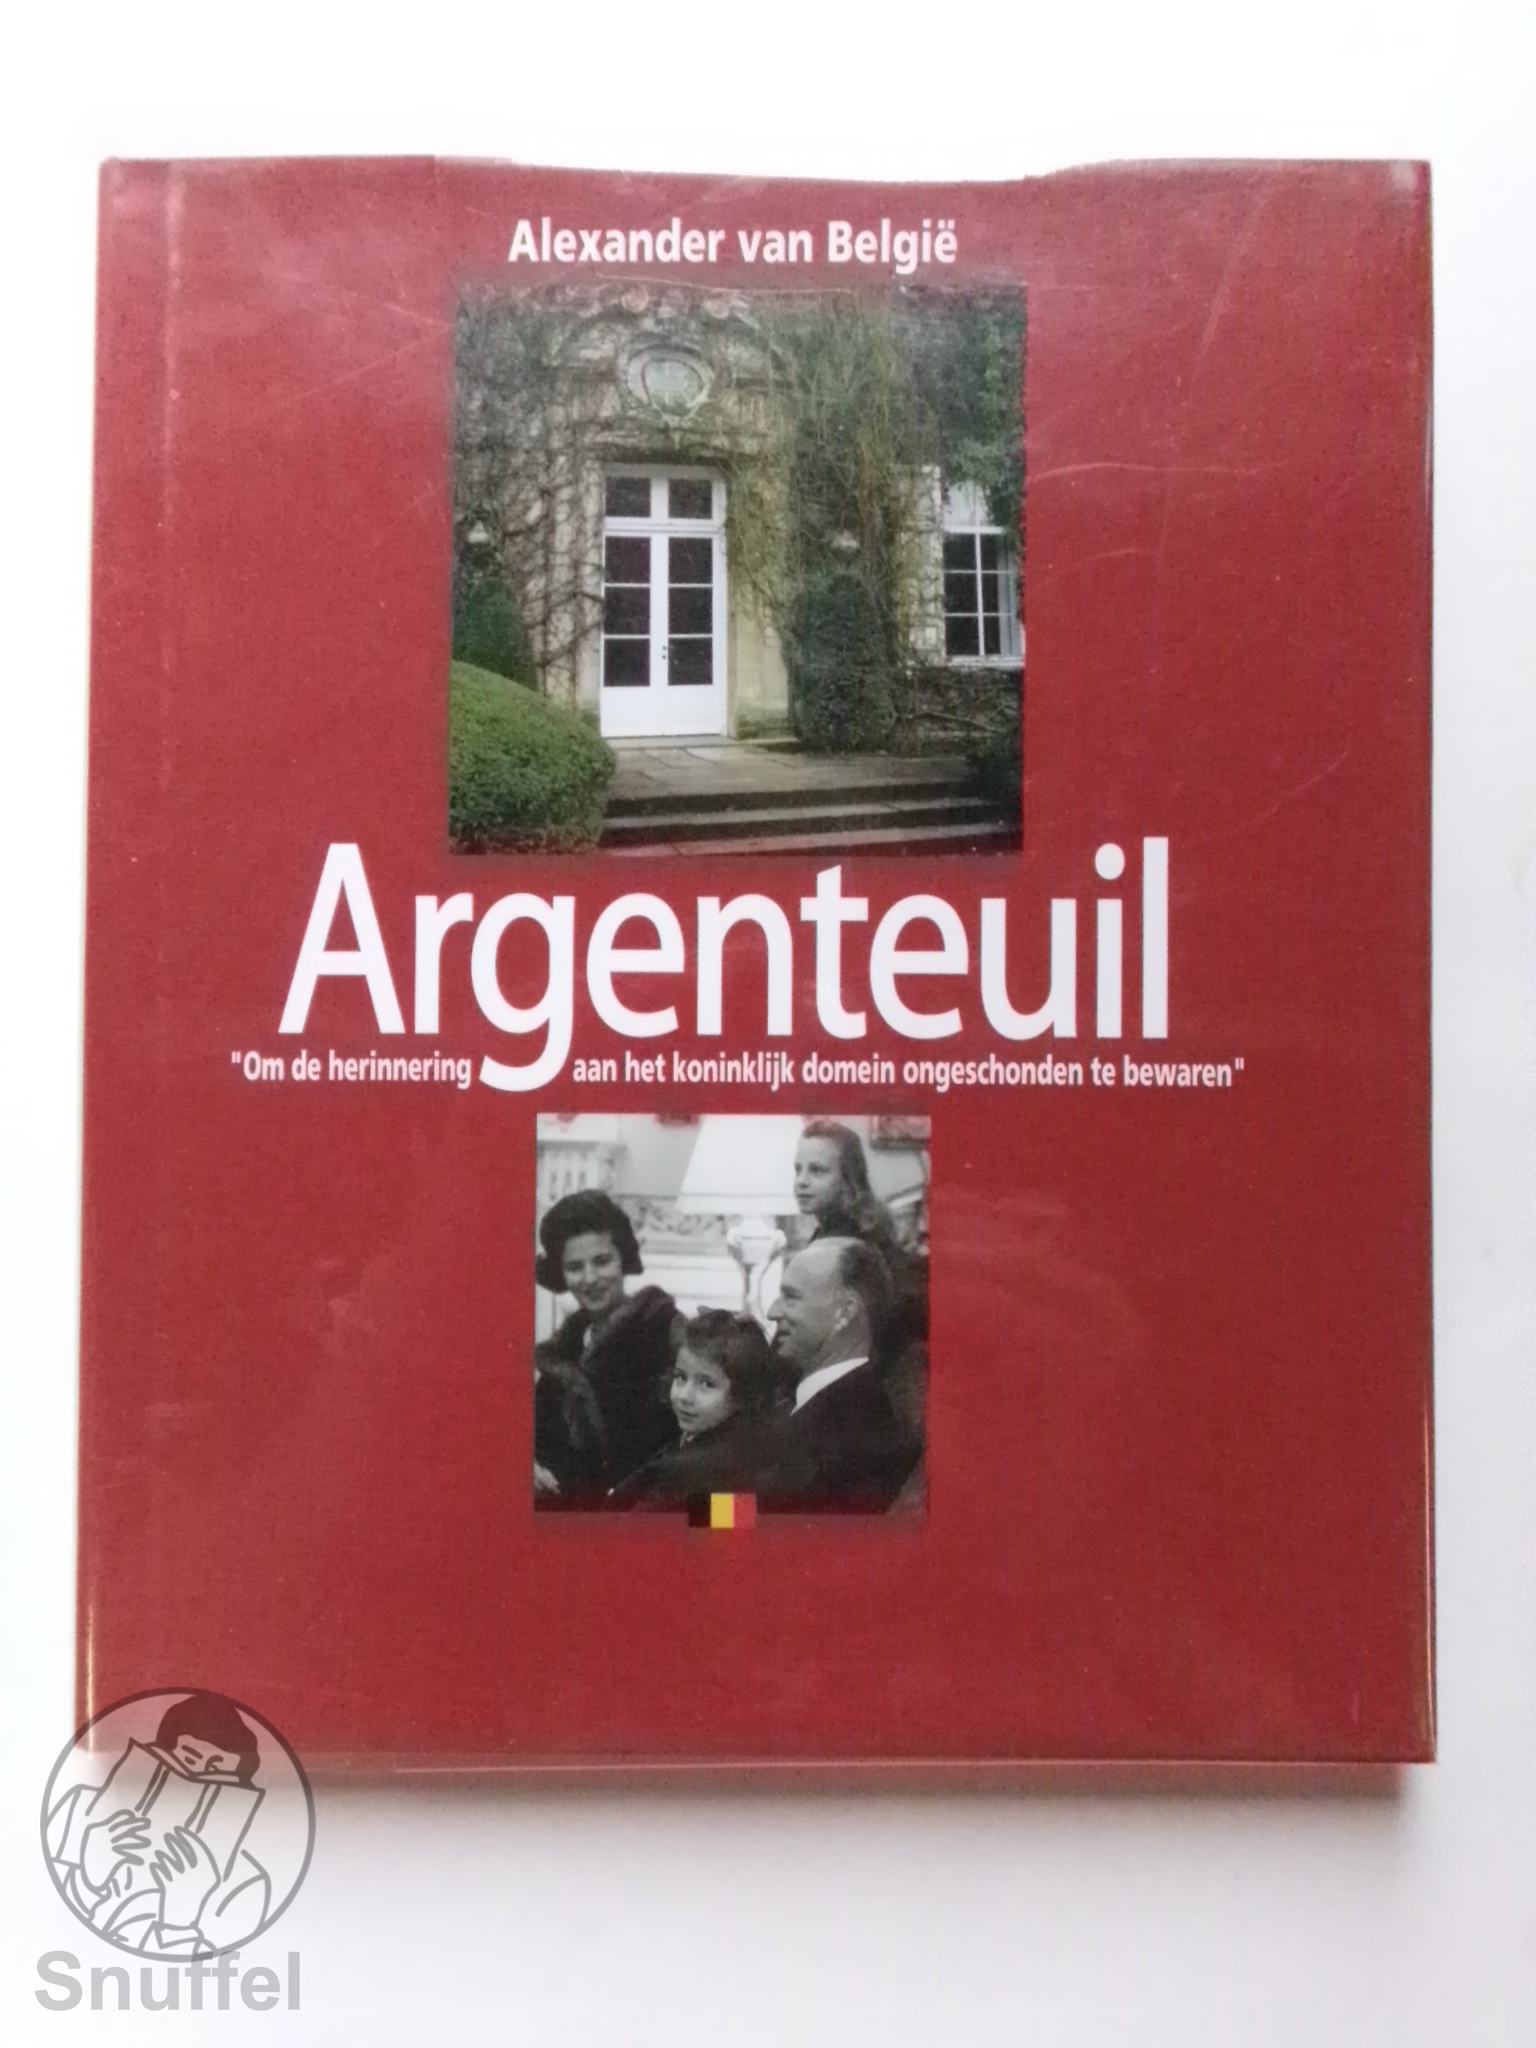 Alexander van België
Argenteuil
"Om de herinnering aan het koninklijk domein ongeschonden te bewaren"
Snuffel